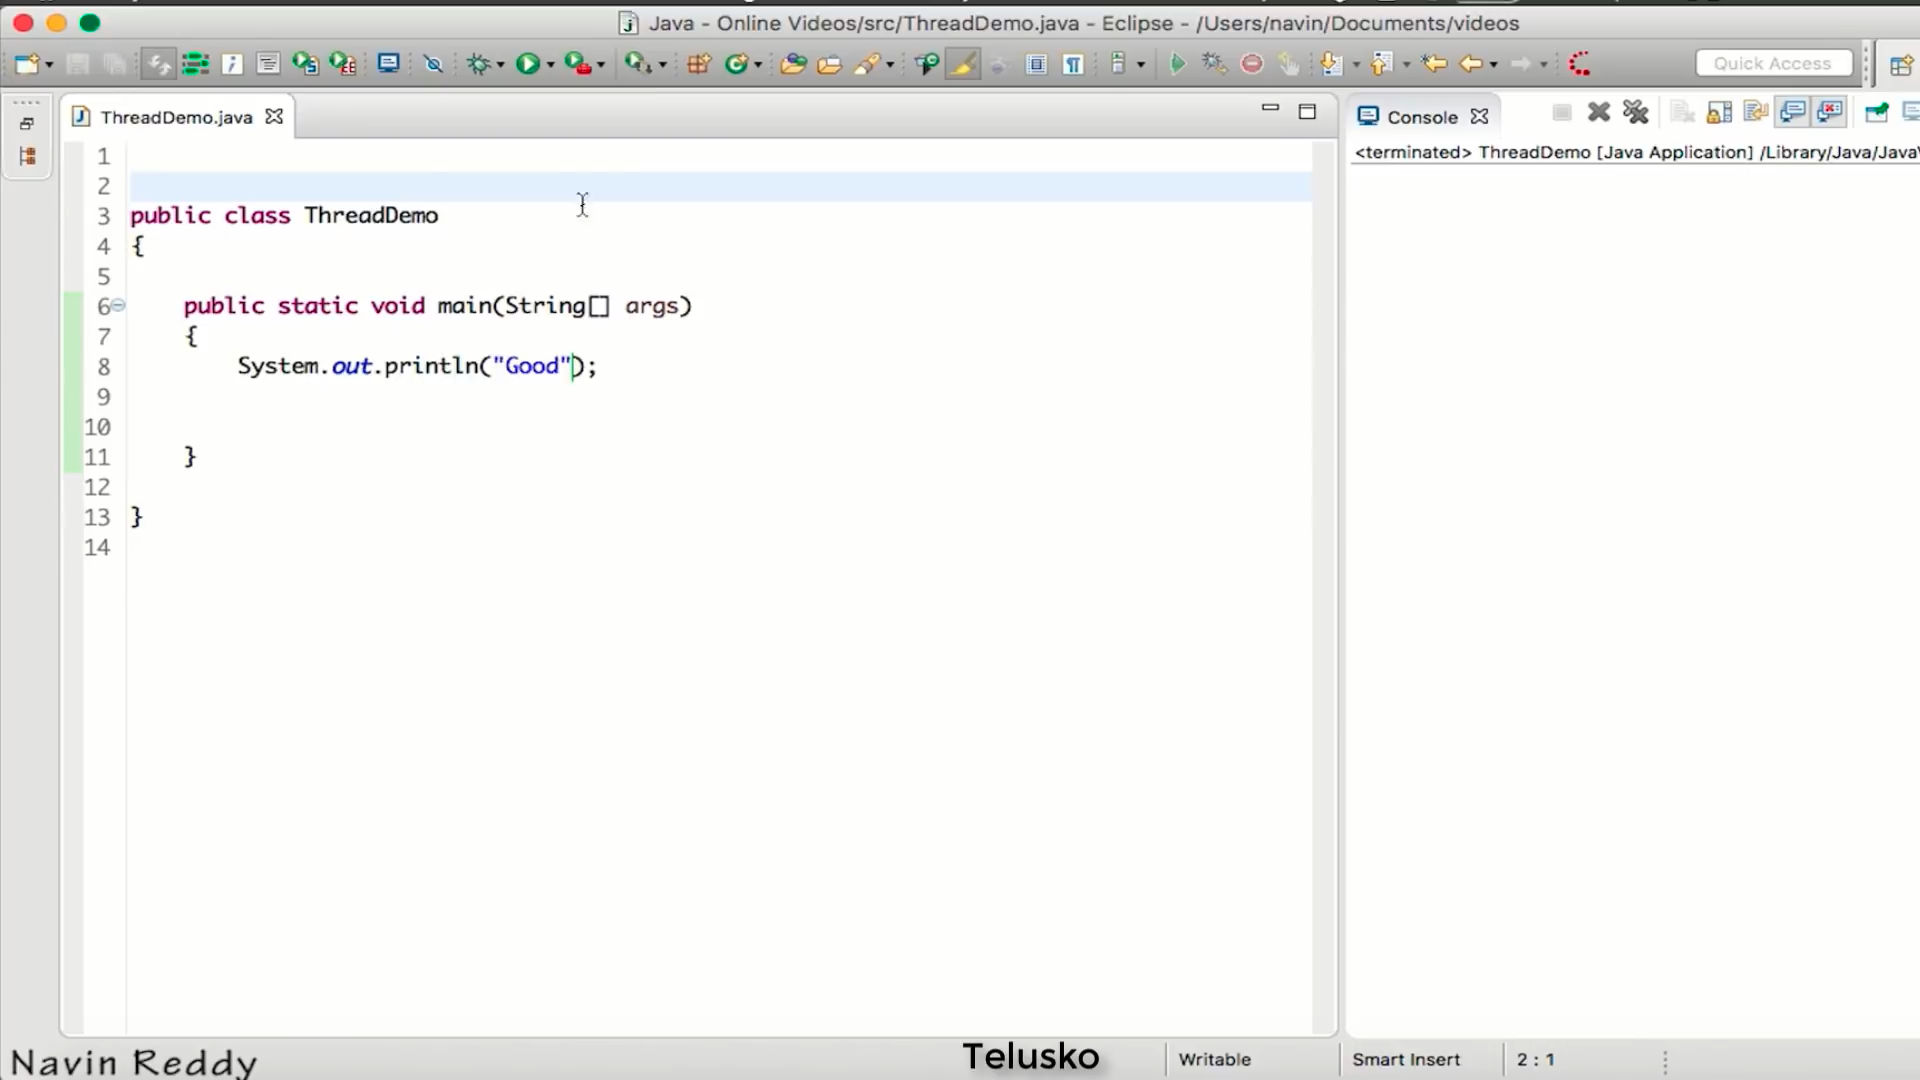 Java - Online Videos/src/ThreadDemo.java - Eclipse - /Users/navin/Documents/videos
Quick Access
ThreadDemo.java
Console
<terminated> ThreadDemo [Java Application] /Library/Java/Java
1
2
3 public class ThreadDemo
4 {
5
6 public static void main(String[] args)
7 {
8 System.out.println("Good");
9
10
11 }
12
13 }
14
Navin Reddy
Telusko
Writable
Smart Insert
2 : 1